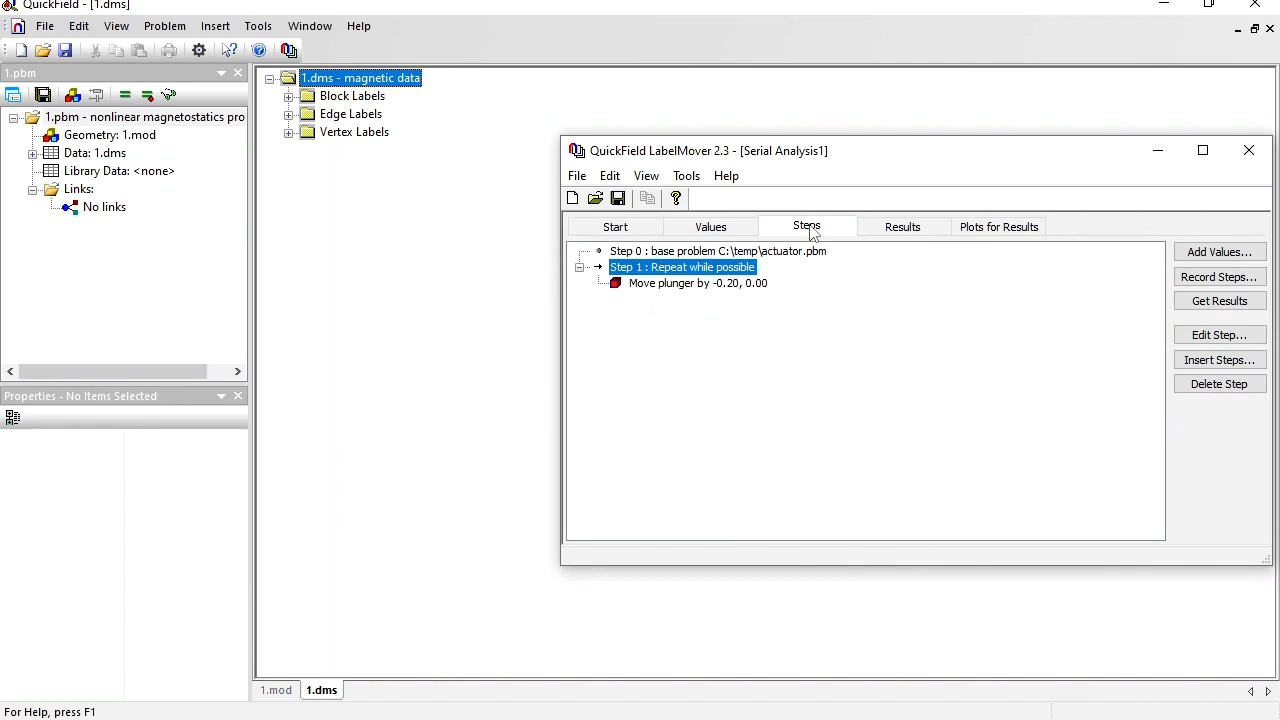 QuickField - [1.dms]
File Edit View Problem Insert Tools Window Help
1.pbm
1.pbm - nonlinear magnetostatics pro
Geometry: 1.mod
Data: 1.dms
Library Data: <none>
Links:
No links
Properties - No Items Selected
1.dms - magnetic data
Block Labels
Edge Labels
Vertex Labels
QuickField LabelMover 2.3 - [Serial Analysis1]
File Edit View Tools Help
Start Values Steps Results Plots for Results
Step 0 : base problem C:\temp\actuator.pbm
Step 1 : Repeat while possible
Move plunger by -0.20, 0.00
Add Values...
Record Steps...
Get Results
Edit Step...
Insert Steps...
Delete Step
1.mod 1.dms
For Help, press F1